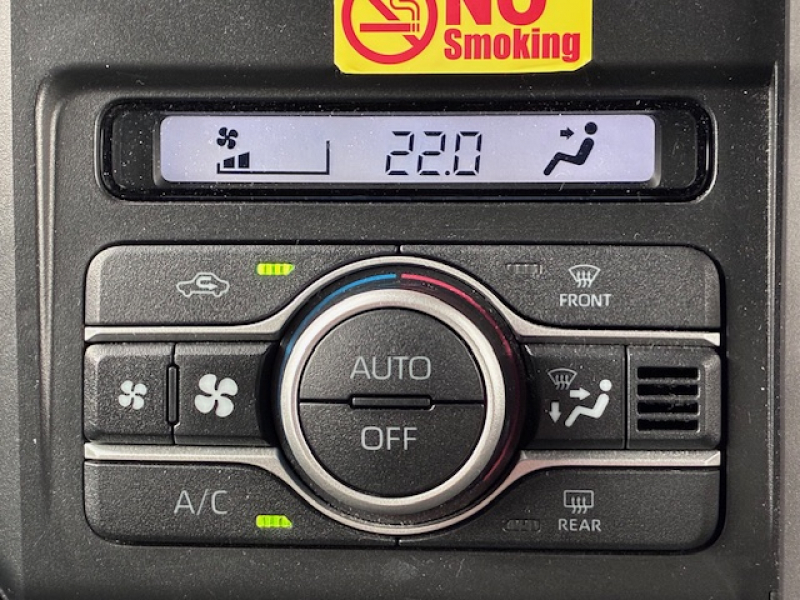 NO
Smoking
22.0
FRONT
AUTO
OFF
A/C
REAR